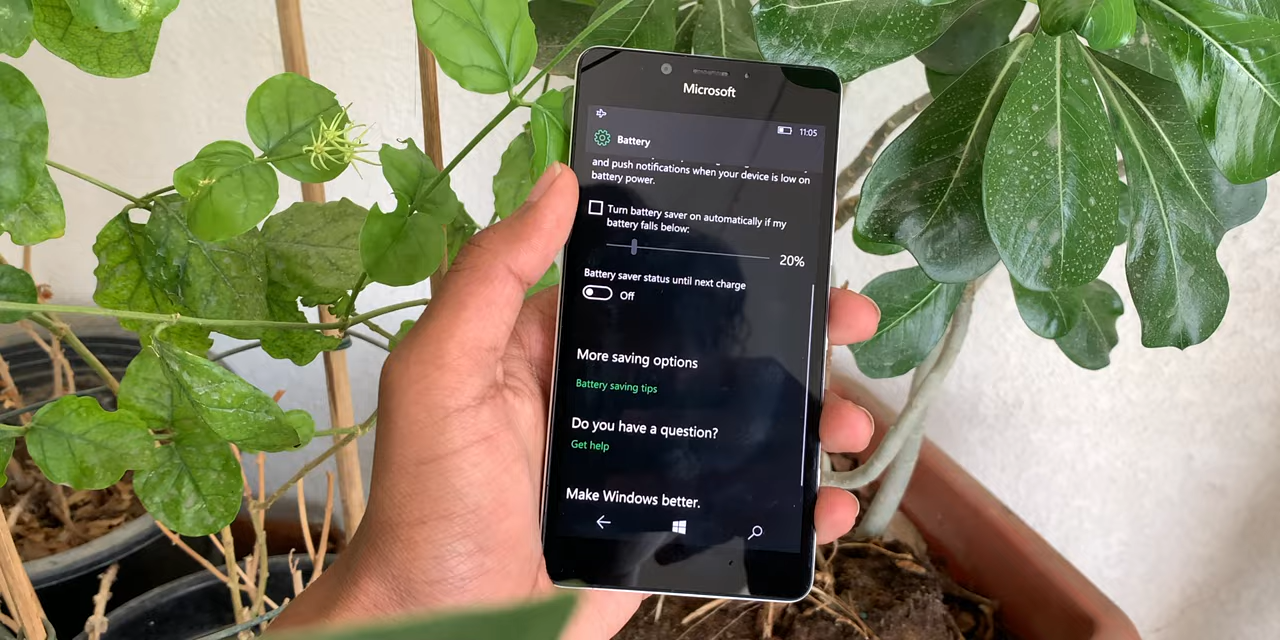 Microsoft
11:05
Battery
and push notifications when your device is low on
battery power.
Turn battery saver on automatically if my
battery falls below:
20%
Battery saver status until next charge
Off
More saving options
Battery saving tips
Do you have a question?
Get help
Make Windows better.